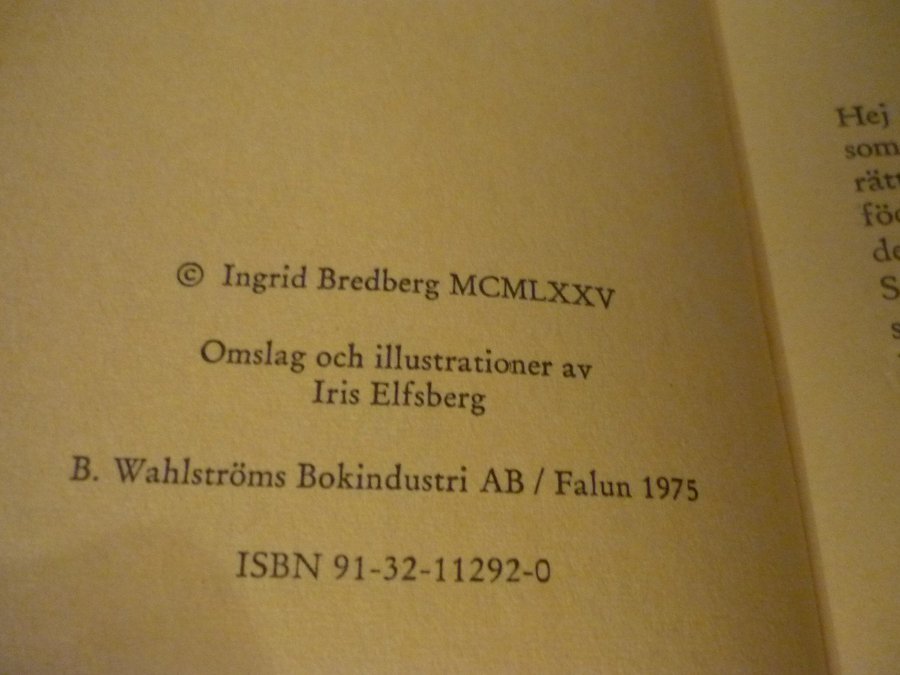 © Ingrid Bredberg MCMLXXV
Omslag och illustrationer av
Iris Elfsberg
B. Wahlströms Bokindustri AB / Falun 1975
ISBN 91-32-11292-0
Hej
som